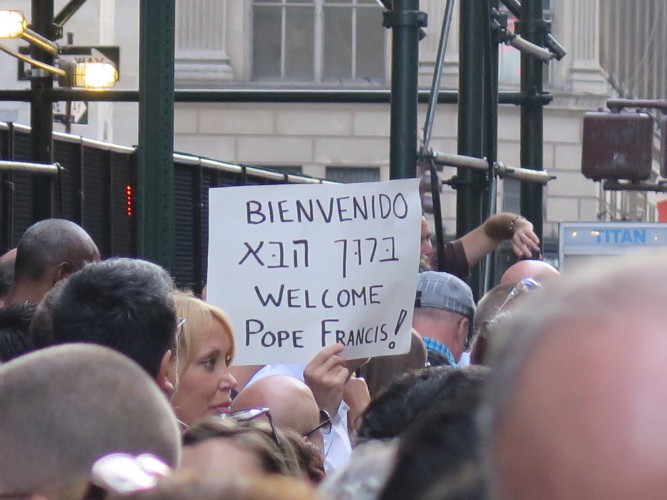 BIENVENIDO
ברוך הבא
WELCOME
POPE FRANCIS!
TITAN